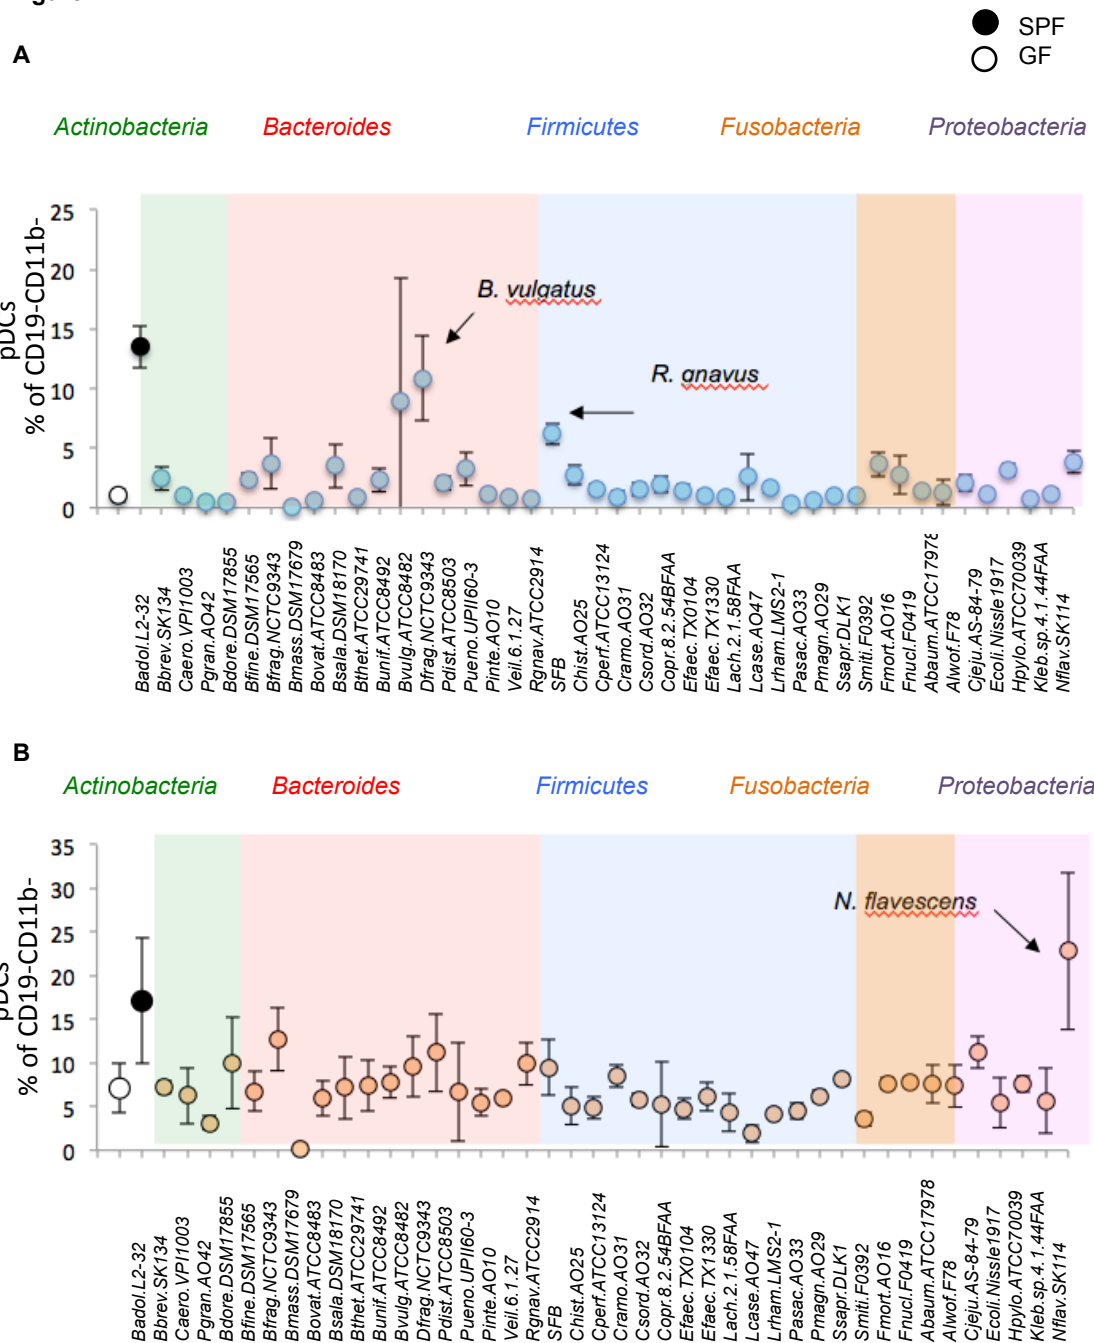 SPF
GF
A
Actinobacteria Bacteroides Firmicutes Fusobacteria Proteobacteria
pDCs
% of CD19-CD11b-
25
20
15
10
5
0
B. vulgatus
R. gnavus
Badol.L2-32
Bbrev.SK134
Caero.VPI1003
Pgran.AO42
Bdore.DSM17855
Bfine.DSM17565
Bfrag.NCTC9343
Bmass.DSM17679
Bovat.ATCC8483
Bsala.DSM18170
Bthet.ATCC29741
Bunif.ATCC8492
Bvulg.ATCC8482
Dfrag.NCTC9343
Pdist.ATCC8503
Pueno.UPII60-3
Pinte.AO10
Veil.6.1.27
Rgnav.ATCC2914
SFB
Chist.AO25
Cperf.ATCC13124
Cramo.AO31
Csord.AO32
Copr.8.2.54BFAA
Efaec.TX0104
Efaec.TX1330
Lach.2.1.58FAA
Lcase.AO47
Lrham.LMS2-1
Pasac.AO33
Pmagn.AO29
Ssapr.DLK1
Smiti.F0392
Fmort.AO16
Fnucl.F0419
Abaum.ATCC17978
Alwof.F78
Cjeju.AS-84-79
Ecoli.Nissle1917
Hpylo.ATCC70039
Kleb.sp.4.1.44FAA
Nflav.SK114
B
Actinobacteria Bacteroides Firmicutes Fusobacteria Proteobacteria
pDCs
% of CD19-CD11b-
35
30
25
20
15
10
5
0
N. flavescens
Badol.L2-32
Bbrev.SK134
Caero.VPI1003
Pgran.AO42
Bdore.DSM17855
Bfine.DSM17565
Bfrag.NCTC9343
Bmass.DSM17679
Bovat.ATCC8483
Bsala.DSM18170
Bthet.ATCC29741
Bunif.ATCC8492
Bvulg.ATCC8482
Dfrag.NCTC9343
Pdist.ATCC8503
Pueno.UPII60-3
Pinte.AO10
Veil.6.1.27
Rgnav.ATCC2914
SFB
Chist.AO25
Cperf.ATCC13124
Cramo.AO31
Csord.AO32
Copr.8.2.54BFAA
Efaec.TX0104
Efaec.TX1330
Lach.2.1.58FAA
Lcase.AO47
Lrham.LMS2-1
Pasac.AO33
Pmagn.AO29
Ssapr.DLK1
Smiti.F0392
Fmort.AO16
Fnucl.F0419
Abaum.ATCC17978
Alwof.F78
Cjeju.AS-84-79
Ecoli.Nissle1917
Hpylo.ATCC70039
Kleb.sp.4.1.44FAA
Nflav.SK114